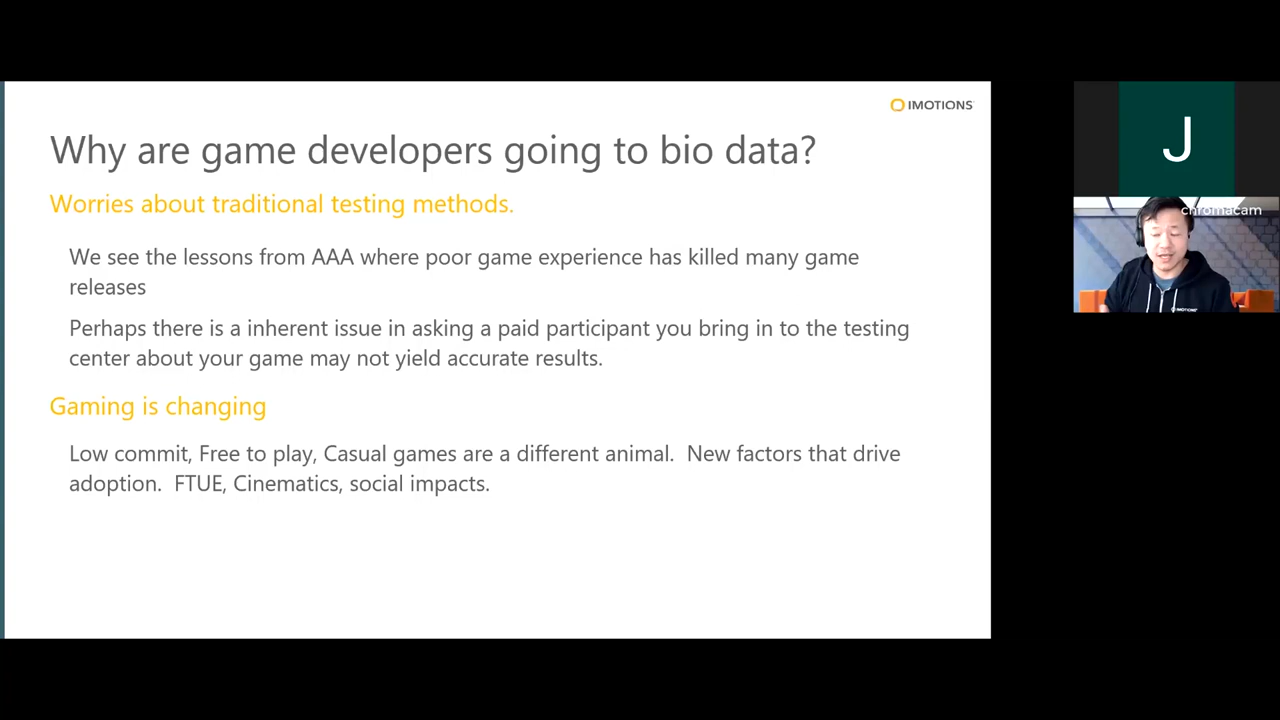 IMOTIONS
Why are game developers going to bio data?
Worries about traditional testing methods.
We see the lessons from AAA where poor game experience has killed many game
releases
Perhaps there is a inherent issue in asking a paid participant you bring in to the testing
center about your game may not yield accurate results.
Gaming is changing
Low commit, Free to play, Casual games are a different animal.  New factors that drive
adoption.  FTUE, Cinematics, social impacts.
J
chromacam
IMOTIONS